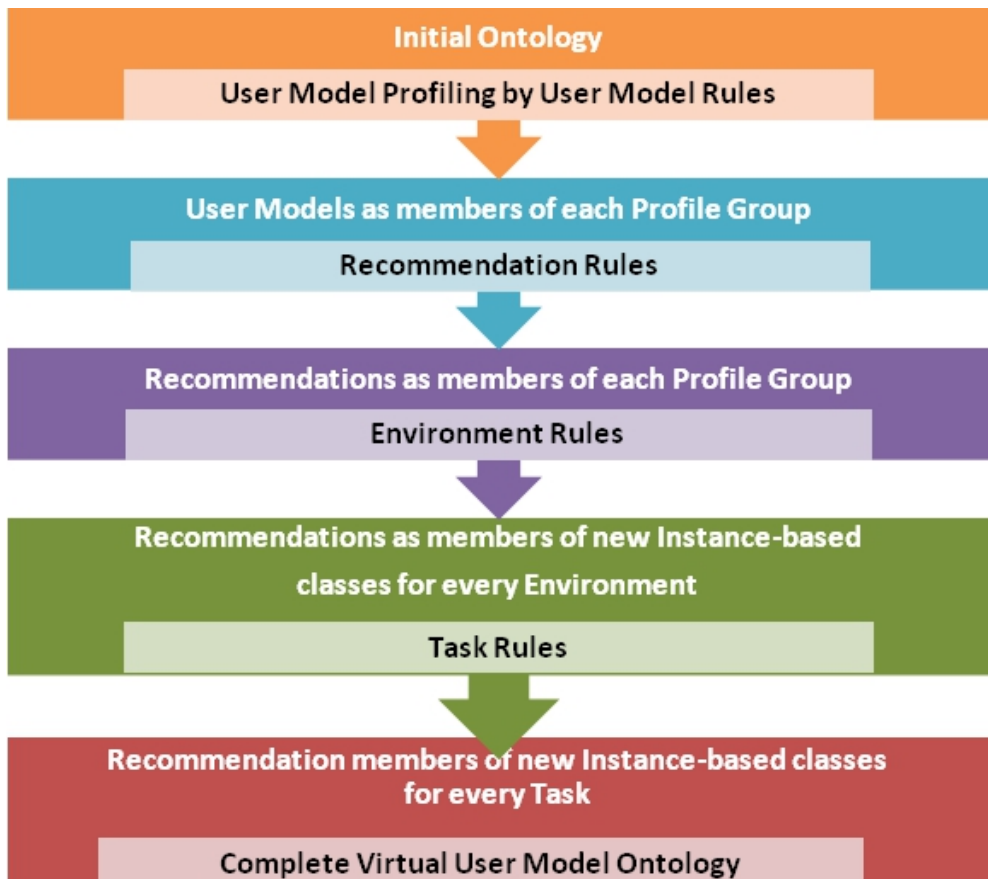 Initial Ontology
User Model Profiling by User Model Rules
User Models as members of each Profile Group
Recommendation Rules
Recommendations as members of each Profile Group
Environment Rules
Recommendations as members of new Instance-based
classes for every Environment
Task Rules
Recommendation members of new Instance-based classes
for every Task
Complete Virtual User Model Ontology